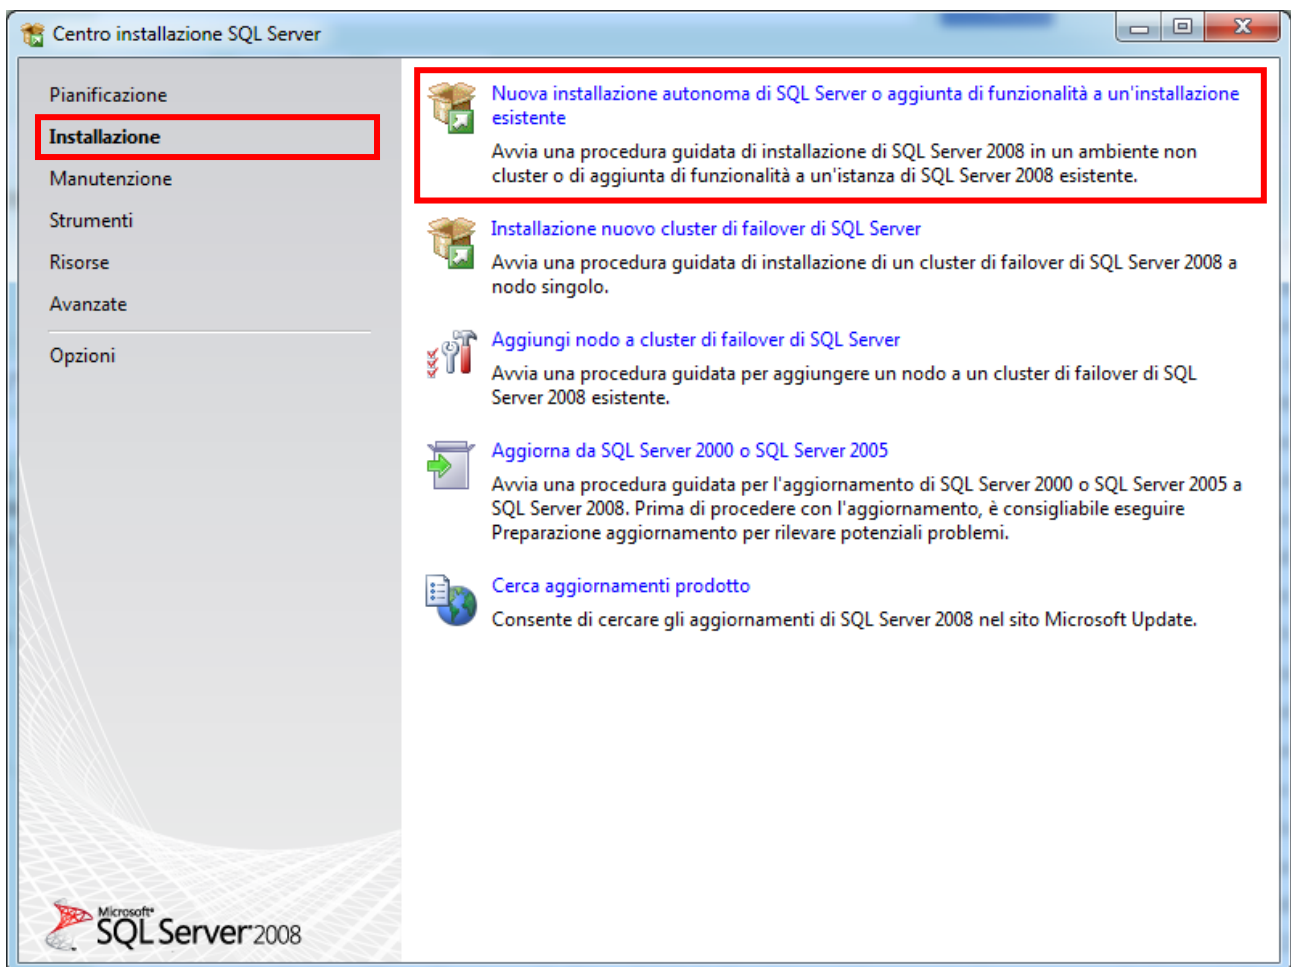 Centro installazione SQL Server
Pianificazione
Installazione
Manutenzione
Strumenti
Risorse
Avanzate
Opzioni
Nuova installazione autonoma di SQL Server o aggiunta di funzionalità a un'installazione
esistente
Avvia una procedura guidata di installazione di SQL Server 2008 in un ambiente non
cluster o di aggiunta di funzionalità a un'istanza di SQL Server 2008 esistente.
Installazione nuovo cluster di failover di SQL Server
Avvia una procedura guidata di installazione di un cluster di failover di SQL Server 2008 a
nodo singolo.
Aggiungi nodo a cluster di failover di SQL Server
Avvia una procedura guidata per aggiungere un nodo a un cluster di failover di SQL
Server 2008 esistente.
Aggiorna da SQL Server 2000 o SQL Server 2005
Avvia una procedura guidata per l'aggiornamento di SQL Server 2000 o SQL Server 2005 a
SQL Server 2008. Prima di procedere con l'aggiornamento, è consigliabile eseguire
Preparazione aggiornamento per rilevare potenziali problemi.
Cerca aggiornamenti prodotto
Consente di cercare gli aggiornamenti di SQL Server 2008 nel sito Microsoft Update.
Microsoft®
SQL Server® 2008